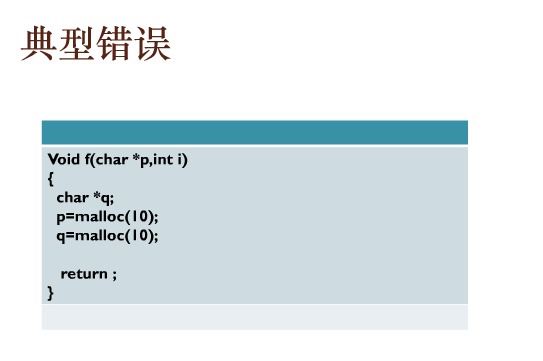 典型错误
Void f(char *p,int i)
{
char *q;
p=malloc(10);
q=malloc(10);
return ;
}